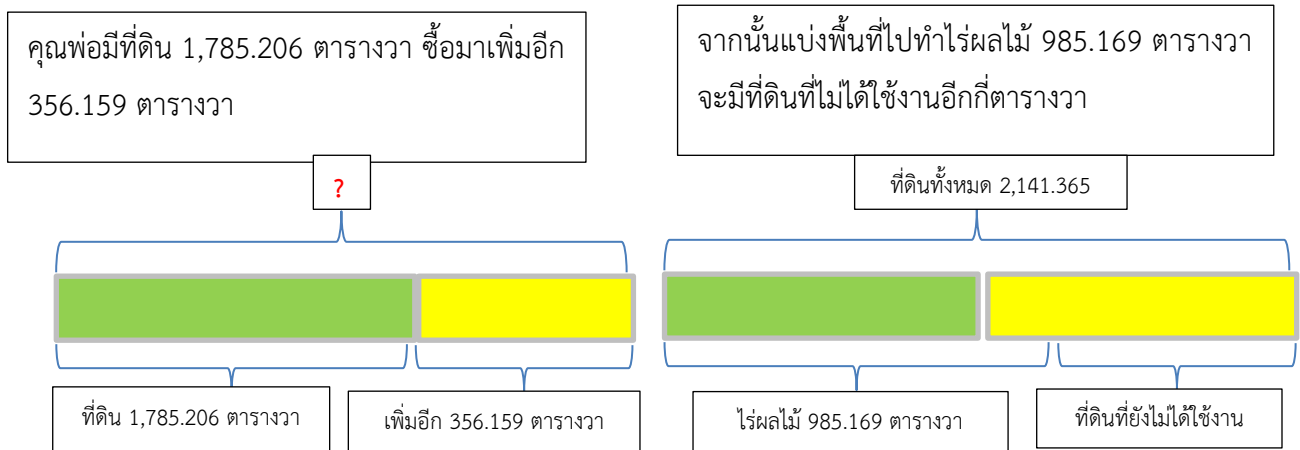 คุณพ่อมีที่ดิน 1,785.206 ตารางวา ซื้อมาเพิ่มอีก
356.159 ตารางวา
?
ที่ดิน 1,785.206 ตารางวา
เพิ่มอีก 356.159 ตารางวา
จากนั้นแบ่งพื้นที่ไปทำไร่ผลไม้ 985.169 ตารางวา
จะมีที่ดินที่ไม่ได้ใช้งานอีกกี่ตารางวา
ที่ดินทั้งหมด 2,141.365
ไร่ผลไม้ 985.169 ตารางวา
ที่ดินที่ยังไม่ได้ใช้งาน